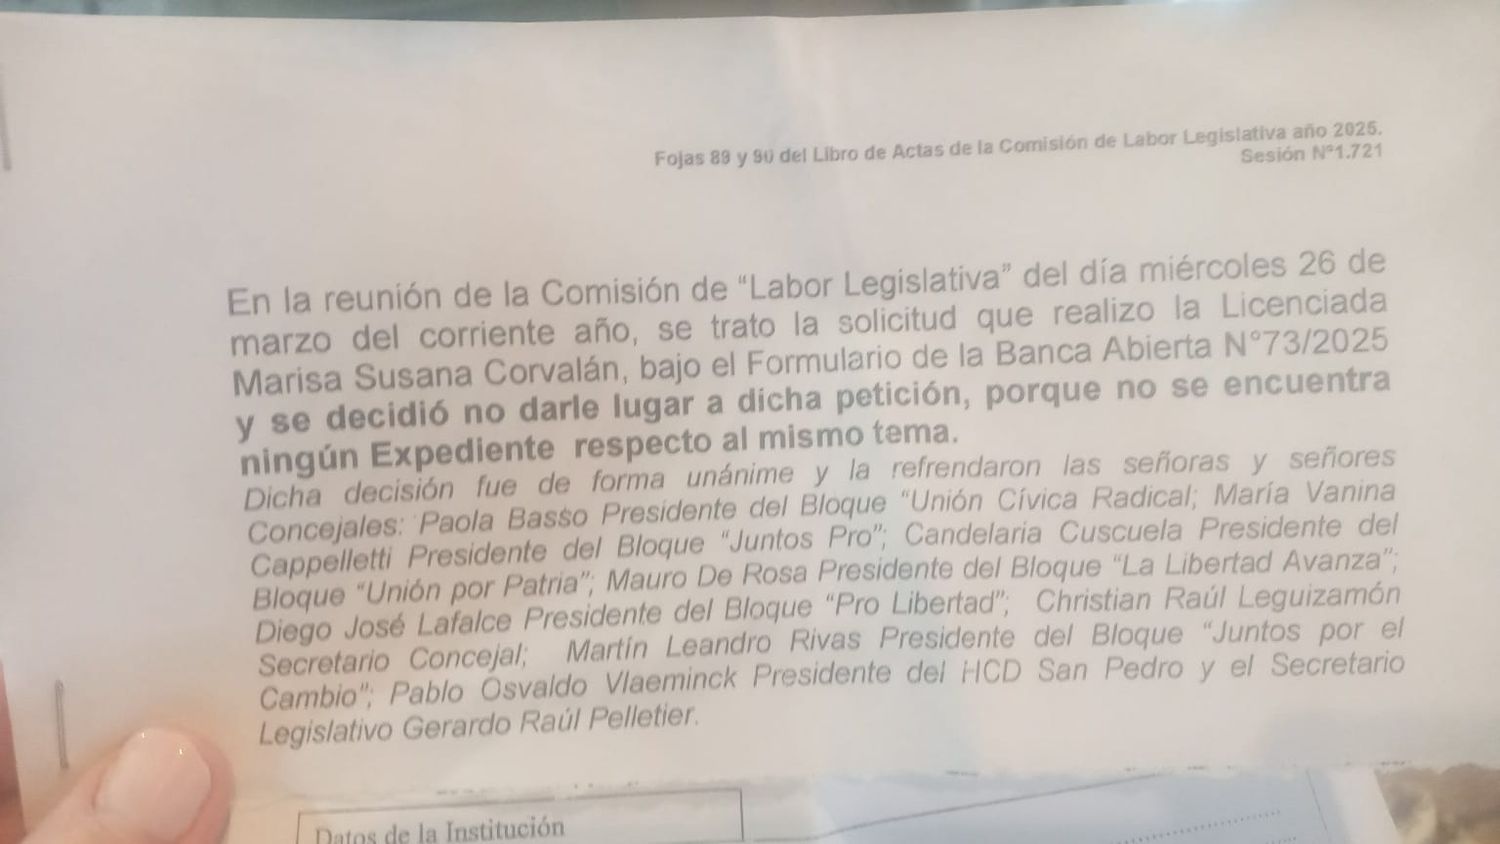 Fojas 89 y 90 del Libro de Actas de la Comisión de Labor Legislativa año 2025.
Sesión N°1.721
En la reunión de la Comisión de “Labor Legislativa” del día miércoles 26 de
marzo del corriente año, se trato la solicitud que realizo la Licenciada
Marisa Susana Corvalán, bajo el Formulario de la Banca Abierta N°73/2025
y se decidió no darle lugar a dicha petición, porque no se encuentra
ningún Expediente respecto al mismo tema.
Dicha decisión fue de forma unánime y la refrendaron las señoras y señores
Concejales: Paola Basso Presidente del Bloque “Unión Cívica Radical; María Vanina
Cappelletti Presidente del Bloque “Juntos Pro”; Candelaria Cuscuela Presidente del
Bloque “Unión por Patria”; Mauro De Rosa Presidente del Bloque “La Libertad Avanza”;
Diego José Lafalce Presidente del Bloque “Pro Libertad”; Christian Raúl Leguizamón
Secretario Concejal; Martín Leandro Rivas Presidente del Bloque “Juntos por el
Cambio”; Pablo Osvaldo Vlaeminck Presidente del HCD San Pedro y el Secretario
Legislativo Gerardo Raúl Pelletier.
Datos de la Institución